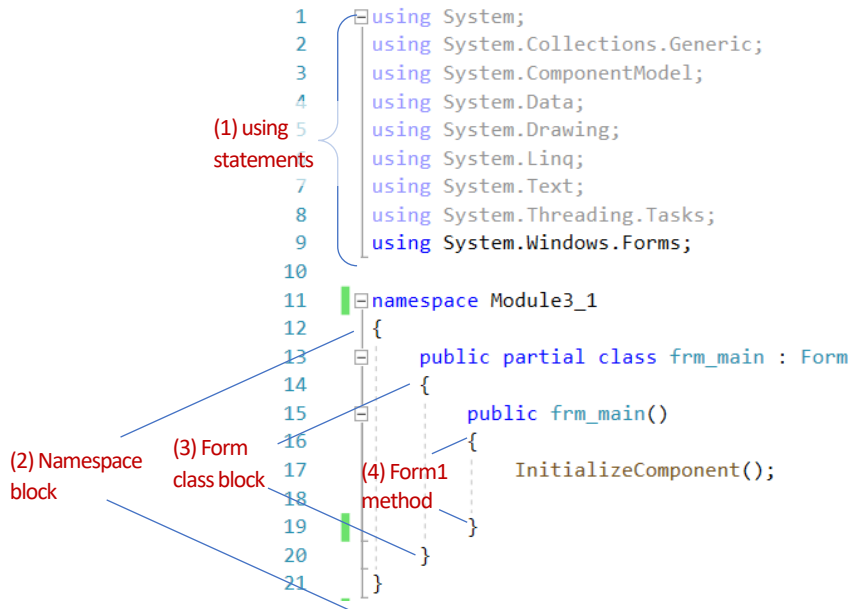 1 using System;
2 using System.Collections.Generic;
3 using System.ComponentModel;
4 using System.Data;
5 using System.Drawing;
6 using System.Linq;
7 using System.Text;
8 using System.Threading.Tasks;
9 using System.Windows.Forms;
10
11 namespace Module3_1
12 {
13 public partial class frm_main : Form
14 {
15 public frm_main()
16 {
17 InitializeComponent();
18
19 }
20 }
21 }
(1) using
statements
(2) Namespace
block
(3) Form
class block
(4) Form1
method